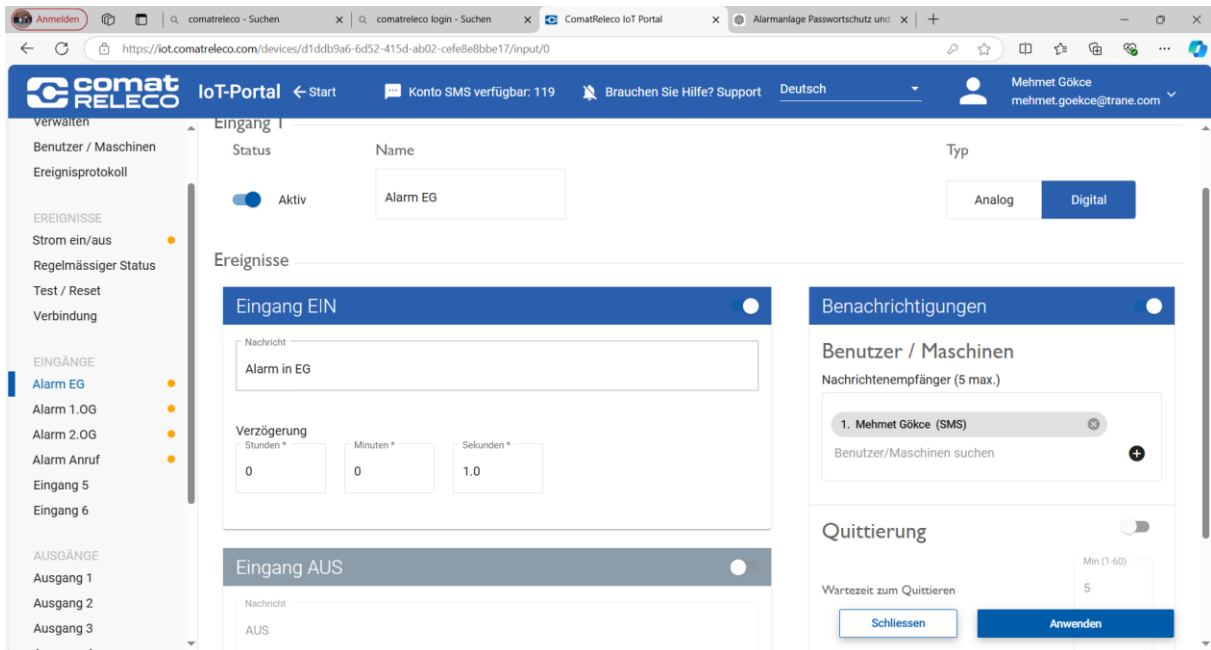 Anmelden
comatreleco - Suchen
comatreleco login - Suchen
ComatReleco IoT Portal
Alarmanlage Passwortschutz und
https://iot.comatreleco.com/devices/d1ddb9a6-6d52-415d-ab02-cefe8e8bbe17/input/0
comat RELECO
IoT-Portal
Start
Konto SMS verfügbar: 119
Brauchen Sie Hilfe? Support
Deutsch
Mehmet Gökce
mehmet.goekce@trane.com
Verwalten
Benutzer / Maschinen
Ereignisprotokoll
EREIGNISSE
Strom ein/aus
Regelmässiger Status
Test / Reset
Verbindung
EINGÄNGE
Alarm EG
Alarm 1.OG
Alarm 2.OG
Alarm Anruf
Eingang 5
Eingang 6
AUSGÄNGE
Ausgang 1
Ausgang 2
Ausgang 3
Eingang 1
Status
Name
Typ
Aktiv
Alarm EG
Analog
Digital
Ereignisse
Eingang EIN
Nachricht
Alarm in EG
Verzögerung
Stunden *
Minuten *
Sekunden *
0
0
1.0
Eingang AUS
Nachricht
AUS
Benachrichtigungen
Benutzer / Maschinen
Nachrichtenempfänger (5 max.)
1. Mehmet Gökce (SMS)
Benutzer/Maschinen suchen
Quittierung
Min (1-60)
Wartezeit zum Quittieren
5
Schliessen
Anwenden